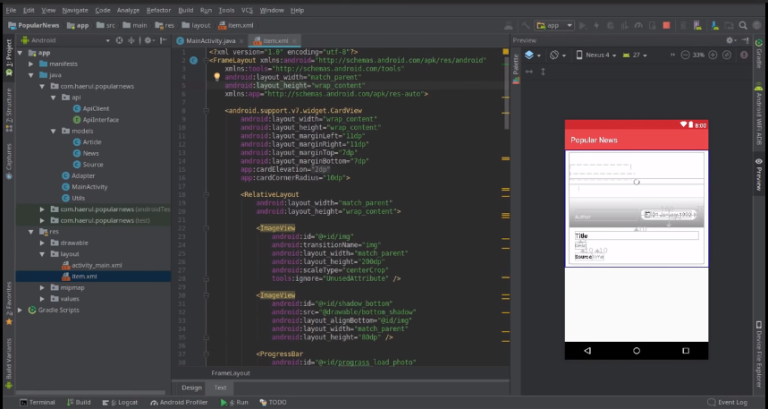 File Edit View Navigate Code Analyze Refactor Build Run Tools VCS Window Help
PopularNews app src main res layout item.xml app
Android MainActivity.java item.xml Preview
1: Project
7: Structure
Captures
2: Favorites
Build Variants
app
manifests
java
com.haerul.popularnews
api
ApiClient
ApiInterface
models
Article
News
Source
Adapter
MainActivity
Utils
com.haerul.popularnews (androidTest)
com.haerul.popularnews (test)
res
drawable
layout
activity_main.xml
item.xml
mipmap
values
Gradle Scripts
<?xml version="1.0" encoding="utf-8"?>
<FrameLayout xmlns:android="http://schemas.android.com/apk/res/android"
xmlns:tools="http://schemas.android.com/tools"
android:layout_width="match_parent"
android:layout_height="wrap_content"
xmlns:app="http://schemas.android.com/apk/res-auto">
<android.support.v7.widget.CardView
android:layout_width="wrap_content"
android:layout_height="wrap_content"
android:layout_marginLeft="11dp"
android:layout_marginRight="11dp"
android:layout_marginTop="7dp"
android:layout_marginBottom="7dp"
app:cardElevation="2dp"
app:cardCornerRadius="10dp">
<RelativeLayout
android:layout_width="match_parent"
android:layout_height="wrap_content">
<ImageView
android:id="@+id/img"
android:transitionName="img"
android:layout_width="match_parent"
android:layout_height="200dp"
android:scaleType="centerCrop"
tools:ignore="UnusedAttribute" />
<ImageView
android:id="@+id/shadow_bottom"
android:src="@drawable/bottom_shadow"
android:layout_alignBottom="@id/img"
android:layout_width="match_parent"
android:layout_height="80dp" />
<ProgressBar
android:id="@+id/prograss_load_photo"
FrameLayout
Design Text
Palette
Nexus 4 27 33%
8:00
Popular News
Author
01 January 1990
Title
Source
Gradle
Android WiFi ADB
Preview
Device File Explorer
Terminal Build 6: Logcat Android Profiler 4: Run TODO Event Log